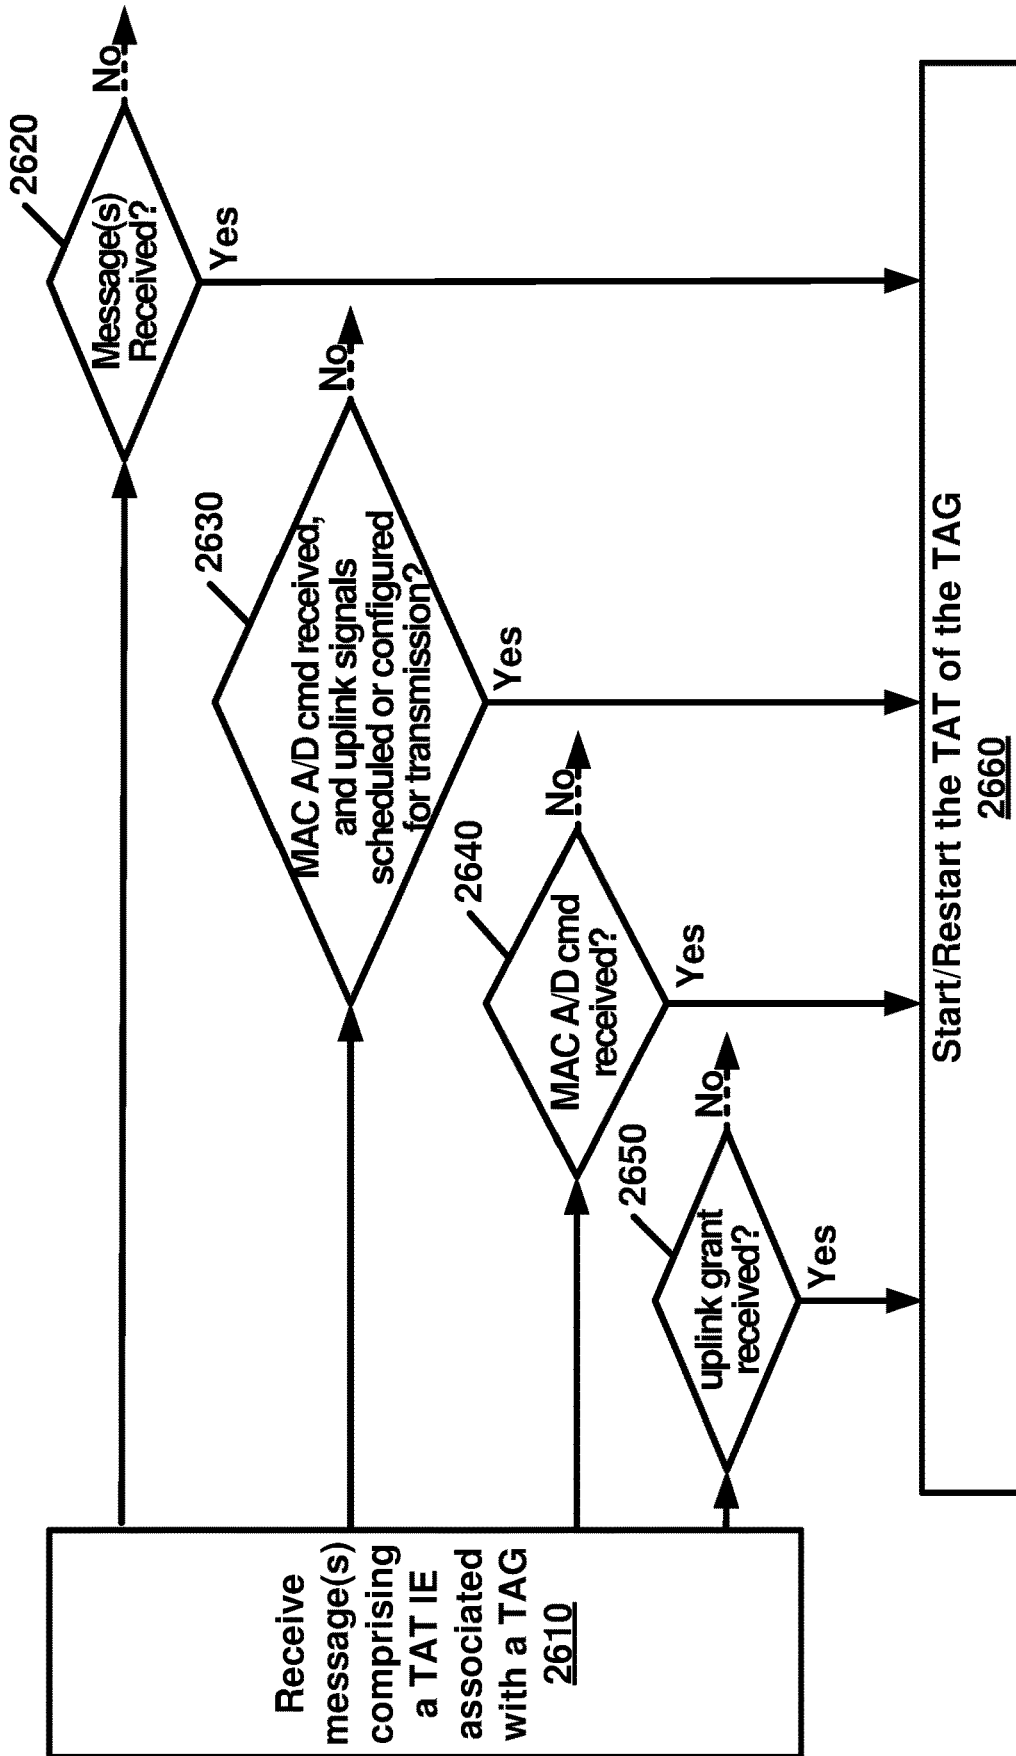 Receive
message(s)
comprising
a TAT IE
associated
with a TAG
2610
2620
Message(s)
Received?
No
Yes
2630
MAC A/D cmd received,
and uplink signals
scheduled or configured
for transmission?
No
Yes
2640
MAC A/D cmd
received?
No
Yes
2650
uplink grant
received?
No
Yes
Start/Restart the TAT of the TAG
2660